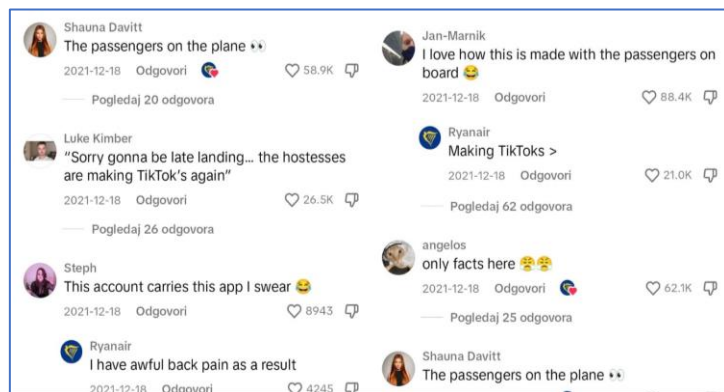 Shauna Davitt
The passengers on the plane 👀
2021-12-18 Odgovori 58.9K
Pogledaj 20 odgovora
Luke Kimber
“Sorry gonna be late landing... the hostesses
are making TikTok's again”
2021-12-18 Odgovori 26.5K
Pogledaj 26 odgovora
Steph
This account carries this app I swear 😂
2021-12-18 Odgovori 8943
Ryanair
I have awful back pain as a result
2021-12-18 Odgovori 4245
Jan-Marnik
I love how this is made with the passengers on
board 😂
2021-12-18 Odgovori 88.4K
Ryanair
Making TikToks >
2021-12-18 Odgovori 21.0K
Pogledaj 62 odgovora
angelos
only facts here 😤😤
2021-12-18 Odgovori 62.1K
Pogledaj 25 odgovora
Shauna Davitt
The passengers on the plane 👀